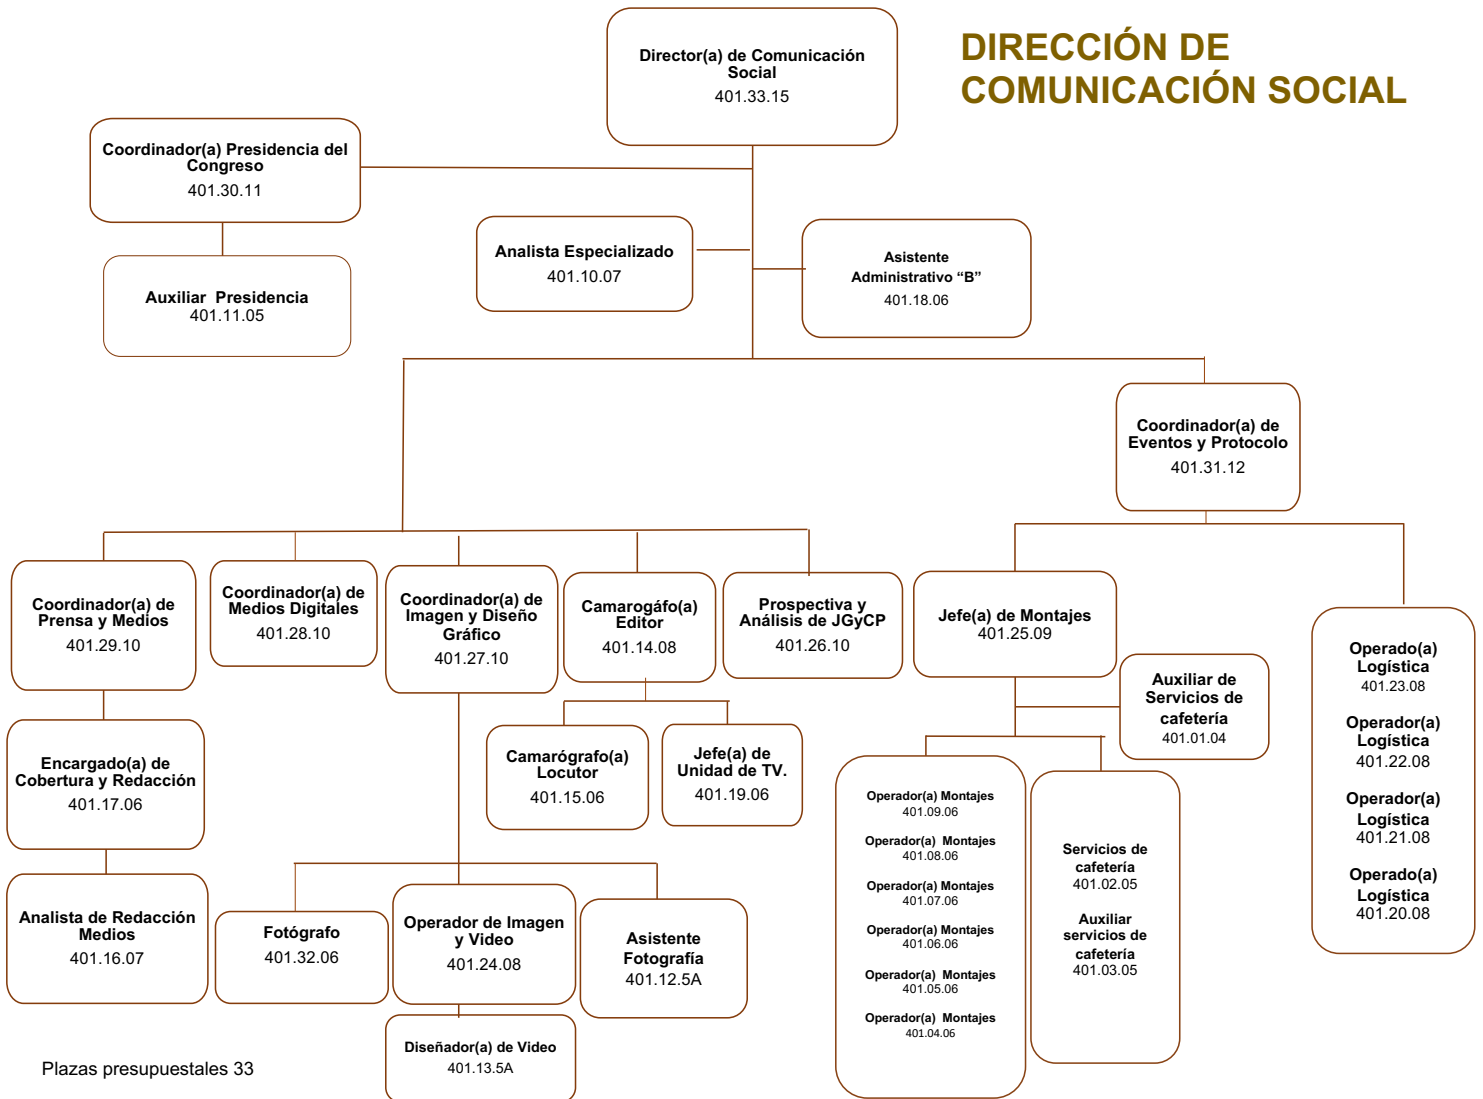 DIRECCIÓN DE
COMUNICACIÓN SOCIAL
Director(a) de Comunicación
Social
401.33.15
Coordinador(a) Presidencia del
Congreso
401.30.11
Auxiliar Presidencia
401.11.05
Analista Especializado
401.10.07
Asistente
Administrativo “B”
401.18.06
Coordinador(a) de
Eventos y Protocolo
401.31.12
Coordinador(a) de
Prensa y Medios
401.29.10
Coordinador(a) de
Medios Digitales
401.28.10
Coordinador(a) de
Imagen y Diseño
Gráfico
401.27.10
Camarogáfo(a)
Editor
401.14.08
Prospectiva y
Análisis de JGyCP
401.26.10
Jefe(a) de Montajes
401.25.09
Auxiliar de
Servicios de
cafetería
401.01.04
Operado(a)
Logística
401.23.08
Operador(a)
Logística
401.22.08
Operador(a)
Logística
401.21.08
Operado(a)
Logística
401.20.08
Encargado(a) de
Cobertura y Redacción
401.17.06
Camarógrafo(a)
Locutor
401.15.06
Jefe(a) de
Unidad de TV.
401.19.06
Operador(a) Montajes
401.09.06
Operador(a) Montajes
401.08.06
Operador(a) Montajes
401.07.06
Operador(a) Montajes
401.06.06
Operador(a) Montajes
401.05.06
Operador(a) Montajes
401.04.06
Servicios de
cafetería
401.02.05
Auxiliar
servicios de
cafetería
401.03.05
Analista de Redacción
Medios
401.16.07
Fotógrafo
401.32.06
Operador de Imagen
y Video
401.24.08
Asistente
Fotografía
401.12.5A
Diseñador(a) de Video
401.13.5A
Plazas presupuestales 33